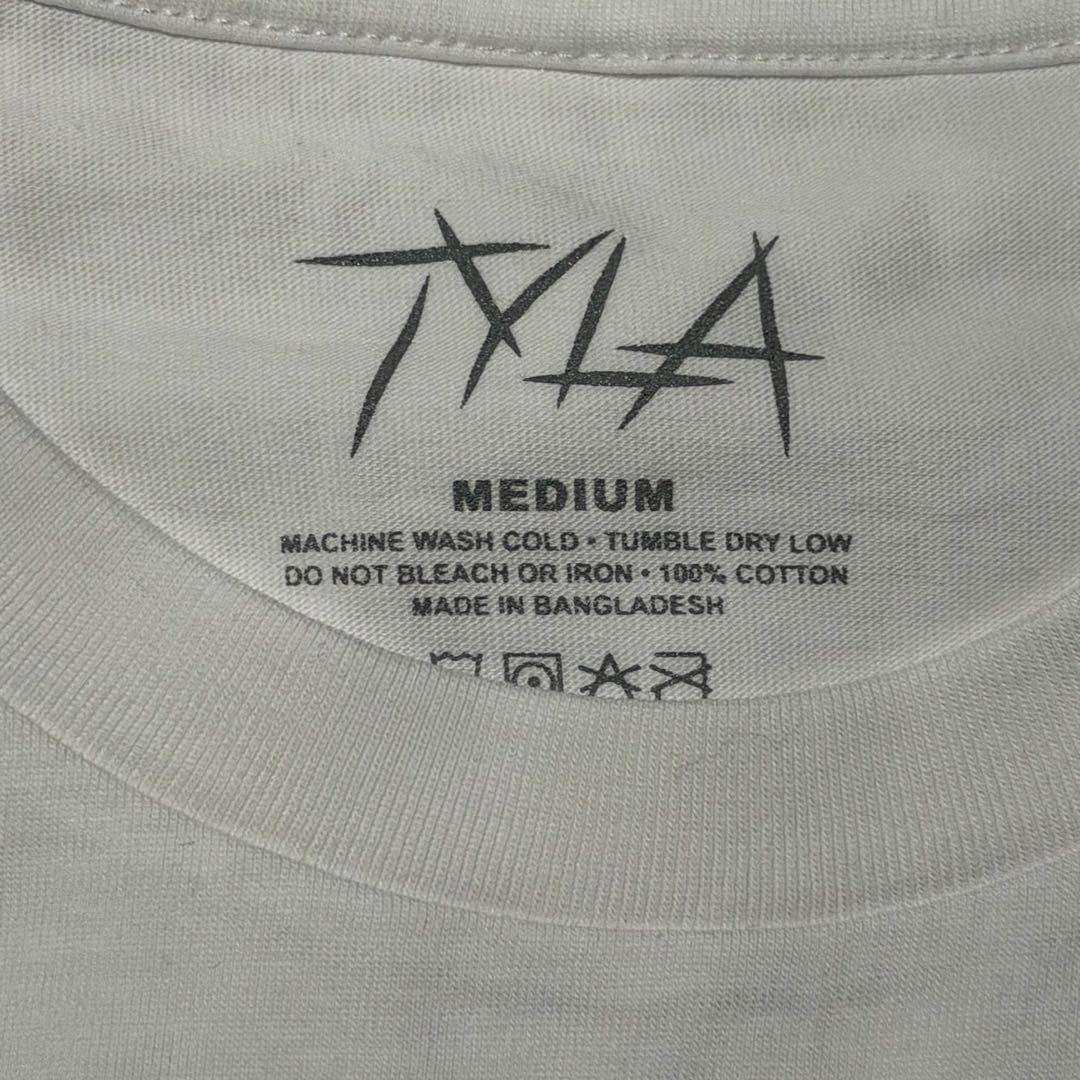 TYLA
MEDIUM
MACHINE WASH COLD • TUMBLE DRY LOW
DO NOT BLEACH OR IRON • 100% COTTON
MADE IN BANGLADESH